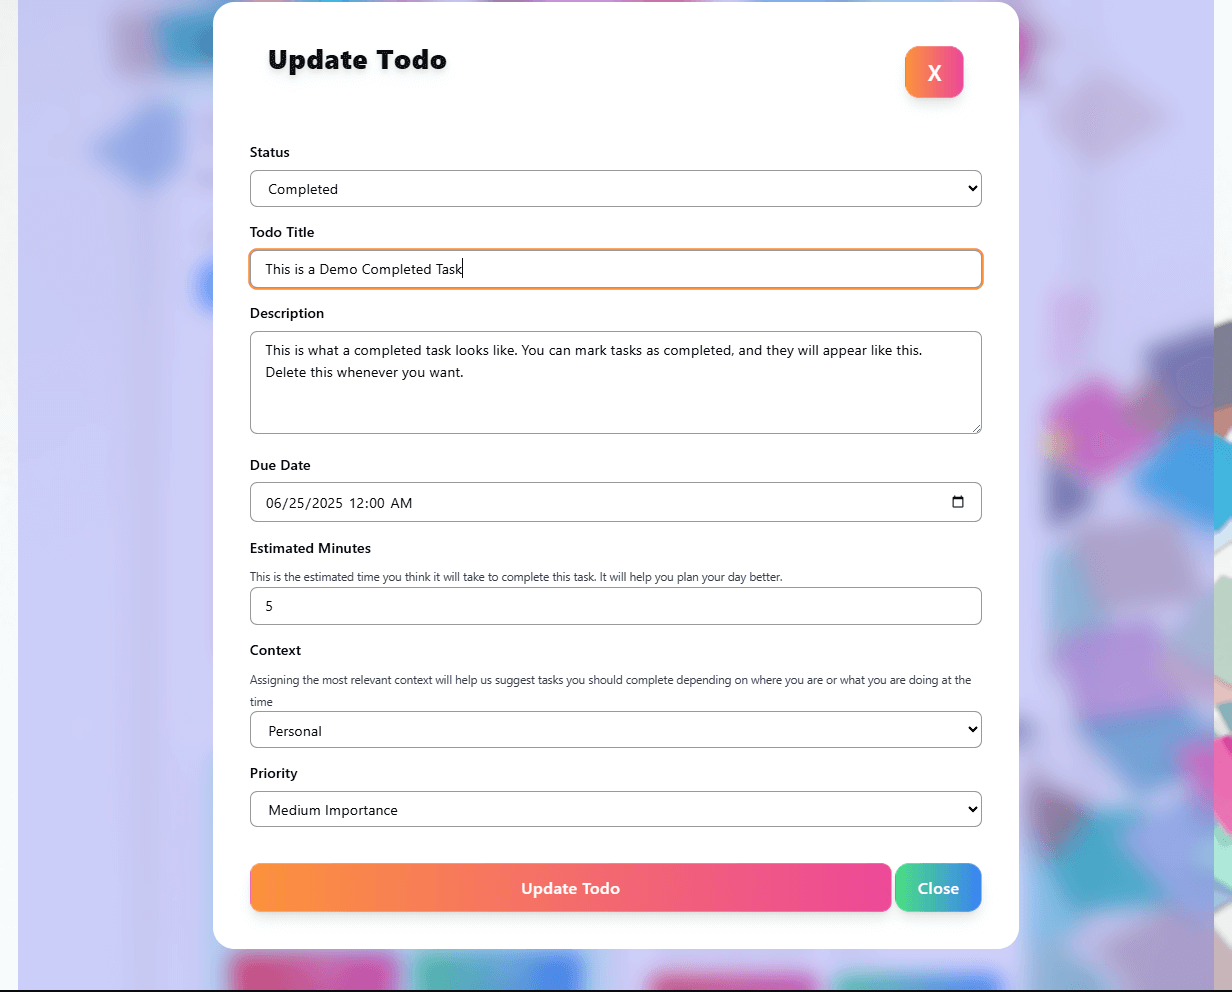 Update Todo
X
Status
Completed
Todo Title
This is a Demo Completed Task
Description
This is what a completed task looks like. You can mark tasks as completed, and they will appear like this.
Delete this whenever you want.
Due Date
06/25/2025 12:00 AM
Estimated Minutes
This is the estimated time you think it will take to complete this task. It will help you plan your day better.
5
Context
Assigning the most relevant context will help us suggest tasks you should complete depending on where you are or what you are doing at the
time
Personal
Priority
Medium Importance
Update Todo
Close